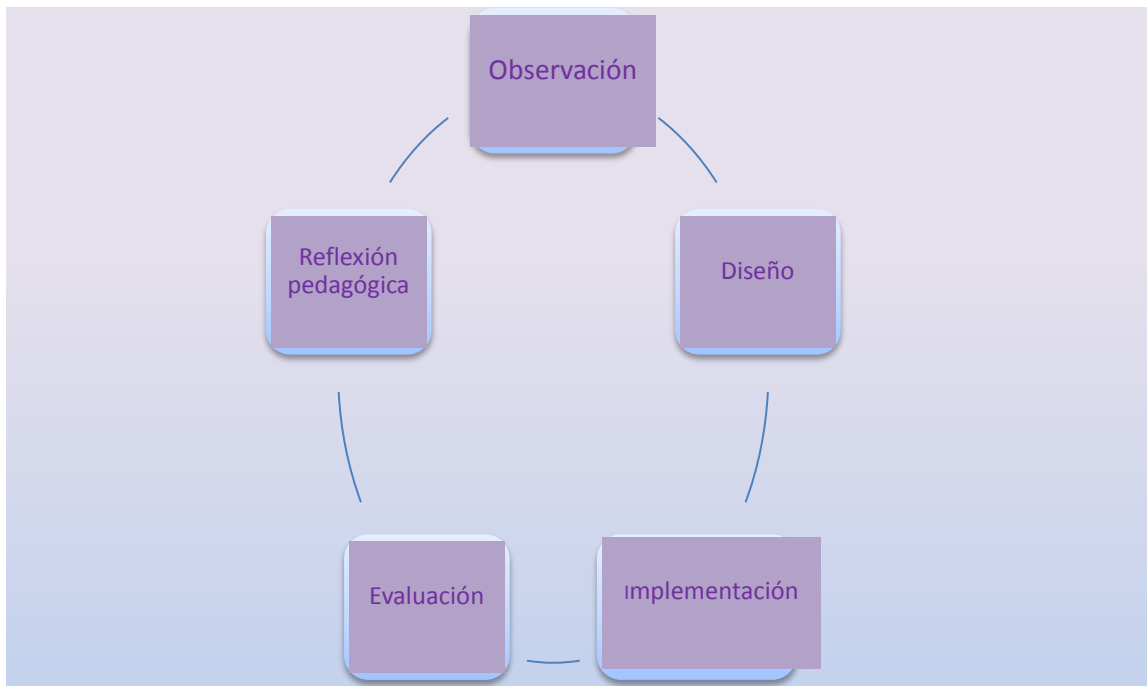 Observación
Diseño
Implementación
Evaluación
Reflexión
pedagógica